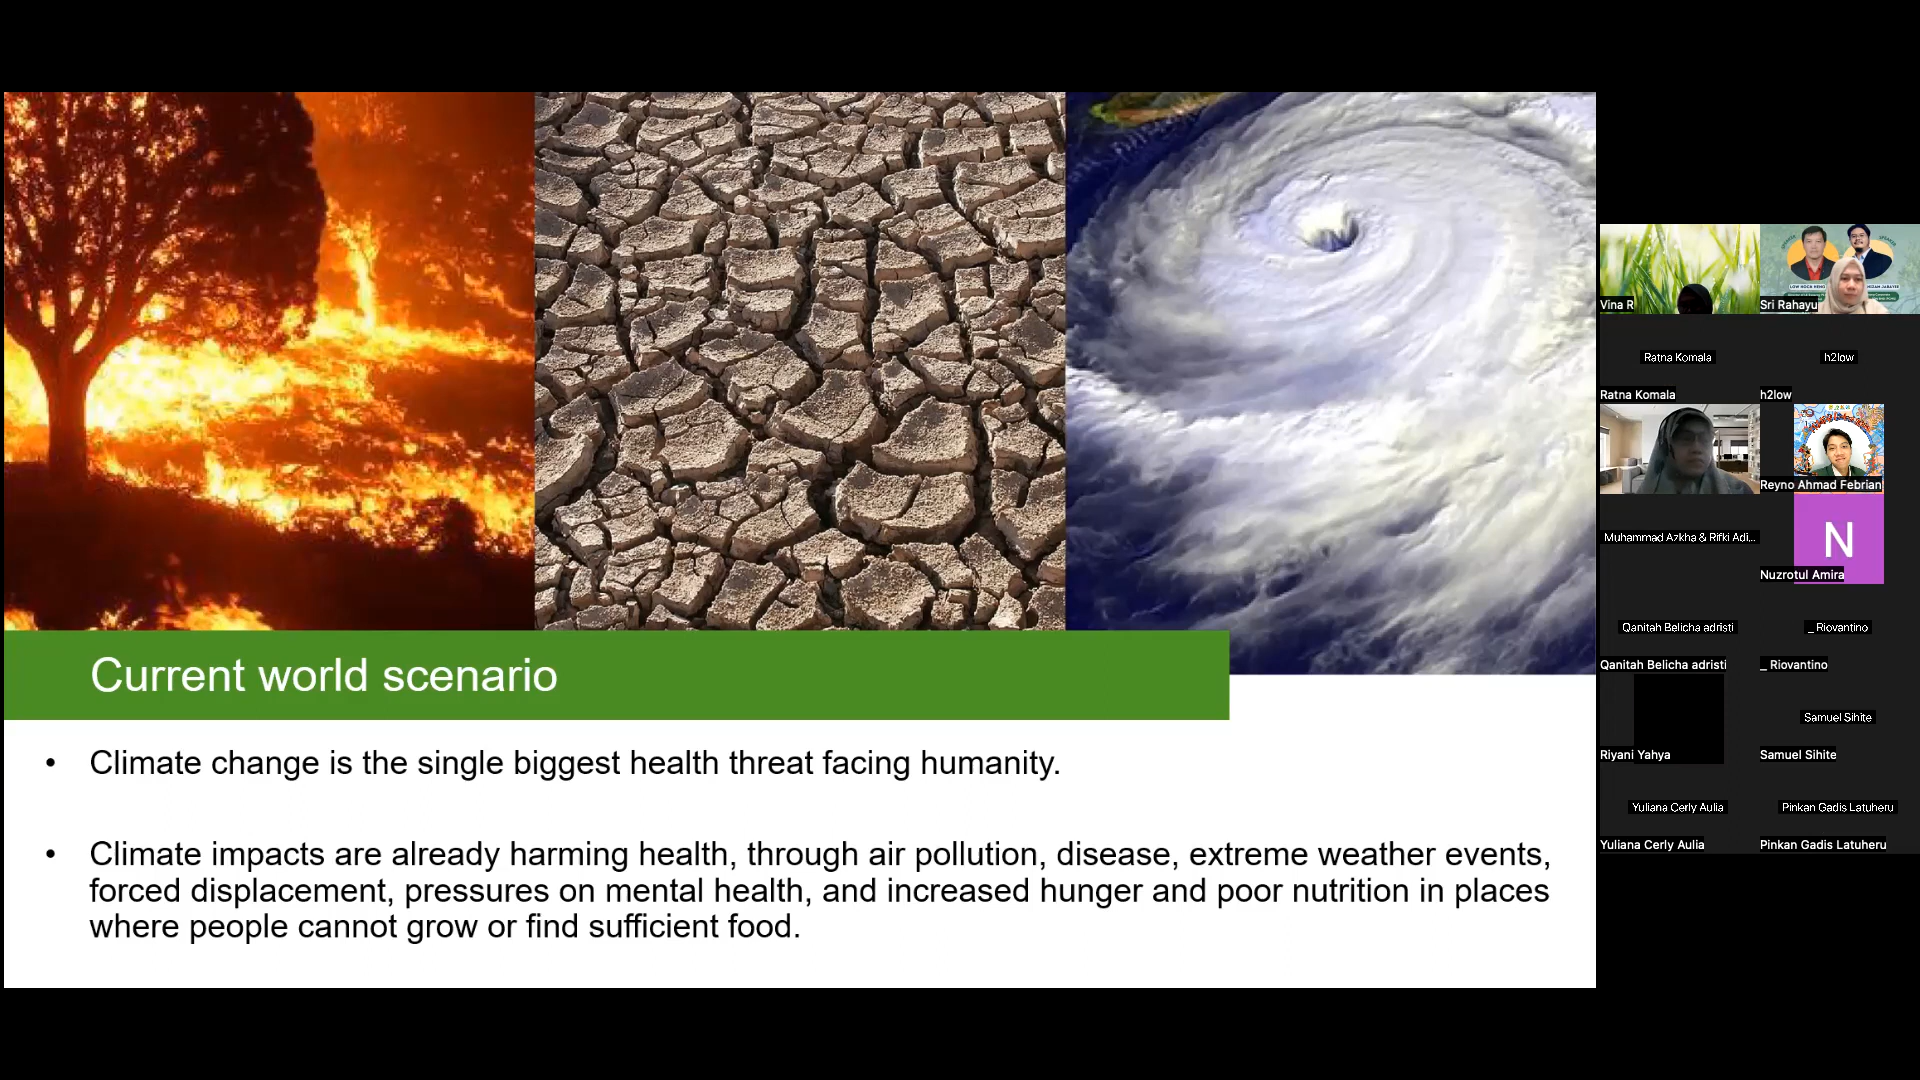 Current world scenario
• Climate change is the single biggest health threat facing humanity.
• Climate impacts are already harming health, through air pollution, disease, extreme weather events,
forced displacement, pressures on mental health, and increased hunger and poor nutrition in places
where people cannot grow or find sufficient food.
Vina R
Sri Rahayu
Ratna Komala
h2low
Ratna Komala
h2low
Reyno Ahmad Febrian
Muhammad Azkha & Rifki Adi...
N
Nuzrotul Amira
Qanitah Belicha adristi
_ Riovantino
Qanitah Belicha adristi
_ Riovantino
Riyani Yahya
Samuel Sihite
Samuel Sihite
Yuliana Cerly Aulia
Pinkan Gadis Latuheru
Yuliana Cerly Aulia
Pinkan Gadis Latuheru